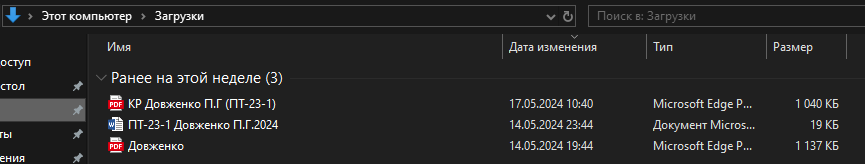 Этот компьютер > Загрузки
Поиск в: Загрузки
Имя Дата изменения Тип Размер
оступ
Ранее на этой неделе (3)
стол
PDF КР Довженко П.Г (ПТ-23-1) 17.05.2024 10:40 Microsoft Edge P... 1 040 КБ
ПТ-23-1 Довженко П.Г.2024 14.05.2024 23:44 Документ Micros... 19 КБ
ты
PDF Довженко 14.05.2024 19:44 Microsoft Edge P... 1 137 КБ
ения